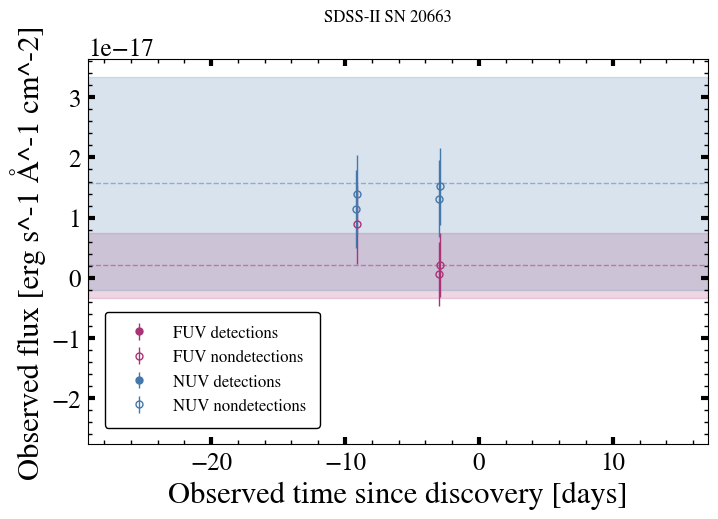 SDSS-II SN 20663
1e−17
Observed flux [erg s^-1 Å^-1 cm^-2]
3
2
1
0
−1
−2
FUV detections
FUV nondetections
NUV detections
NUV nondetections
−20 −10 0 10
Observed time since discovery [days]